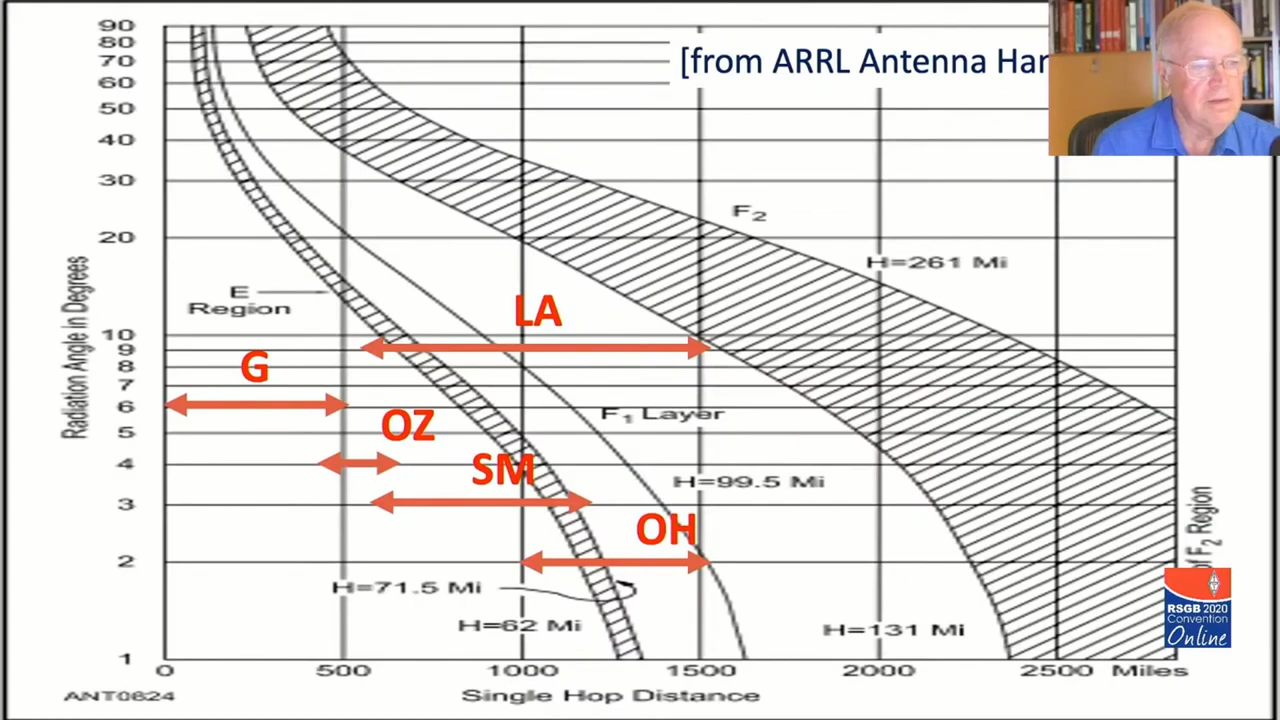 [from ARRL Antenna Har
90
80
70
60
50
40
30
20
10
9
8
7
6
5
4
3
2
1
Radiation Angle in Degrees
F2
H=261 Mi
E
Region
LA
G
F1 Layer
OZ
SM
H=99.5 Mi
OH
H=71.5 Mi
H=62 Mi
H=131 Mi
of F2 Region
RSGB 2020
Convention
Online
0 500 1000 1500 2000 2500 Miles
ANT0824
Single Hop Distance